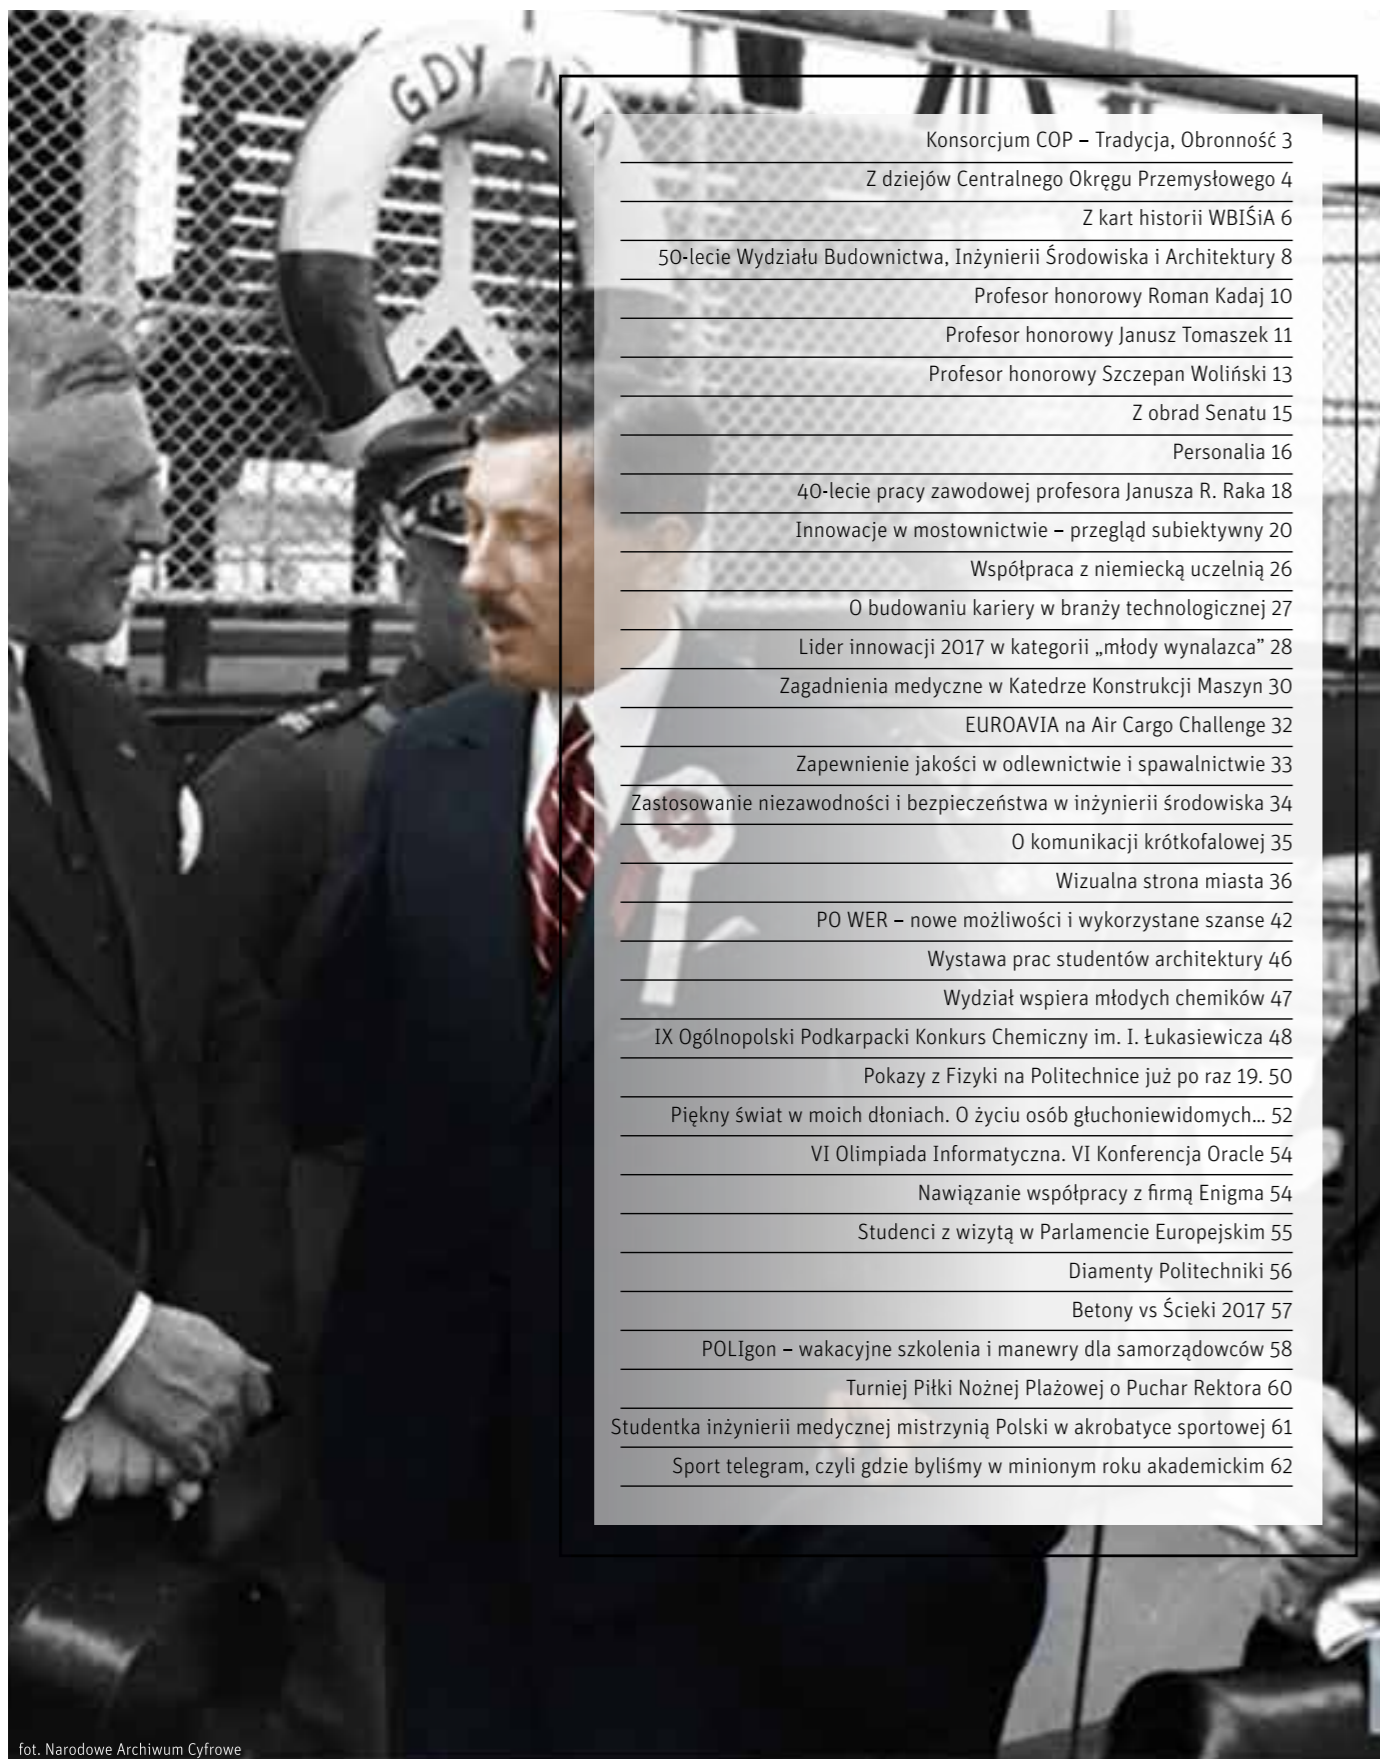 GDYNIA
Konsorcjum COP – Tradycja, Obronność 3
Z dziejów Centralnego Okręgu Przemysłowego 4
Z kart historii WBIŚiA 6
50-lecie Wydziału Budownictwa, Inżynierii Środowiska i Architektury 8
Profesor honorowy Roman Kadaj 10
Profesor honorowy Janusz Tomaszek 11
Profesor honorowy Szczepan Woliński 13
Z obrad Senatu 15
Personalia 16
40-lecie pracy zawodowej profesora Janusza R. Raka 18
Innowacje w mostownictwie – przegląd subiektywny 20
Współpraca z niemiecką uczelnią 26
O budowaniu kariery w branży technologicznej 27
Lider innowacji 2017 w kategorii „młody wynalazca” 28
Zagadnienia medyczne w Katedrze Konstrukcji Maszyn 30
EUROAVIA na Air Cargo Challenge 32
Zapewnienie jakości w odlewnictwie i spawalnictwie 33
Zastosowanie niezawodności i bezpieczeństwa w inżynierii środowiska 34
O komunikacji krótkofalowej 35
Wizualna strona miasta 36
PO WER – nowe możliwości i wykorzystane szanse 42
Wystawa prac studentów architektury 46
Wydział wspiera młodych chemików 47
IX Ogólnopolski Podkarpacki Konkurs Chemiczny im. I. Łukasiewicza 48
Pokazy z Fizyki na Politechnice już po raz 19. 50
Piękny świat w moich dłoniach. O życiu osób głuchoniewidomych... 52
VI Olimpiada Informatyczna. VI Konferencja Oracle 54
Nawiązanie współpracy z firmą Enigma 54
Studenci z wizytą w Parlamencie Europejskim 55
Diamenty Politechniki 56
Betony vs Ścieki 2017 57
POLIgon – wakacyjne szkolenia i manewry dla samorządowców 58
Turniej Piłki Nożnej Plażowej o Puchar Rektora 60
Studentka inżynierii medycznej mistrzynią Polski w akrobatyce sportowej 61
Sport telegram, czyli gdzie byliśmy w minionym roku akademickim 62
fot. Narodowe Archiwum Cyfrowe